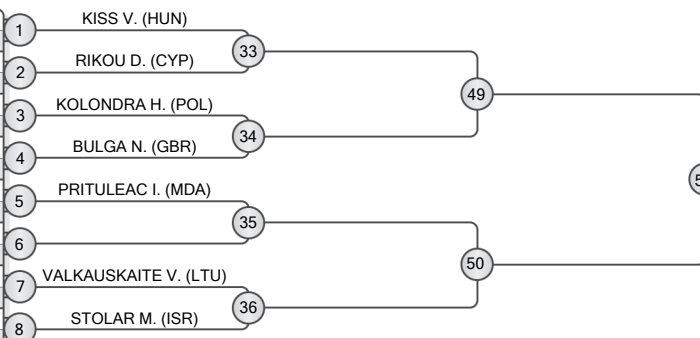 1
KISS V. (HUN)
33
2
RIKOU D. (CYP)
49
3
KOLONDRA H. (POL)
34
4
BULGA N. (GBR)
5
PRITULEAC I. (MDA)
35
6
50
7
VALKAUSKAITE V. (LTU)
36
8
STOLAR M. (ISR)